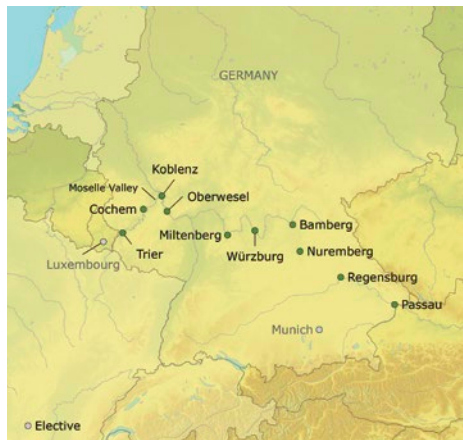 GERMANY
Koblenz
Moselle Valley
Oberwesel
Cochem
Bamberg
Miltenberg
Würzburg
Nuremberg
Trier
Luxembourg
Regensburg
Passau
Munich
Elective